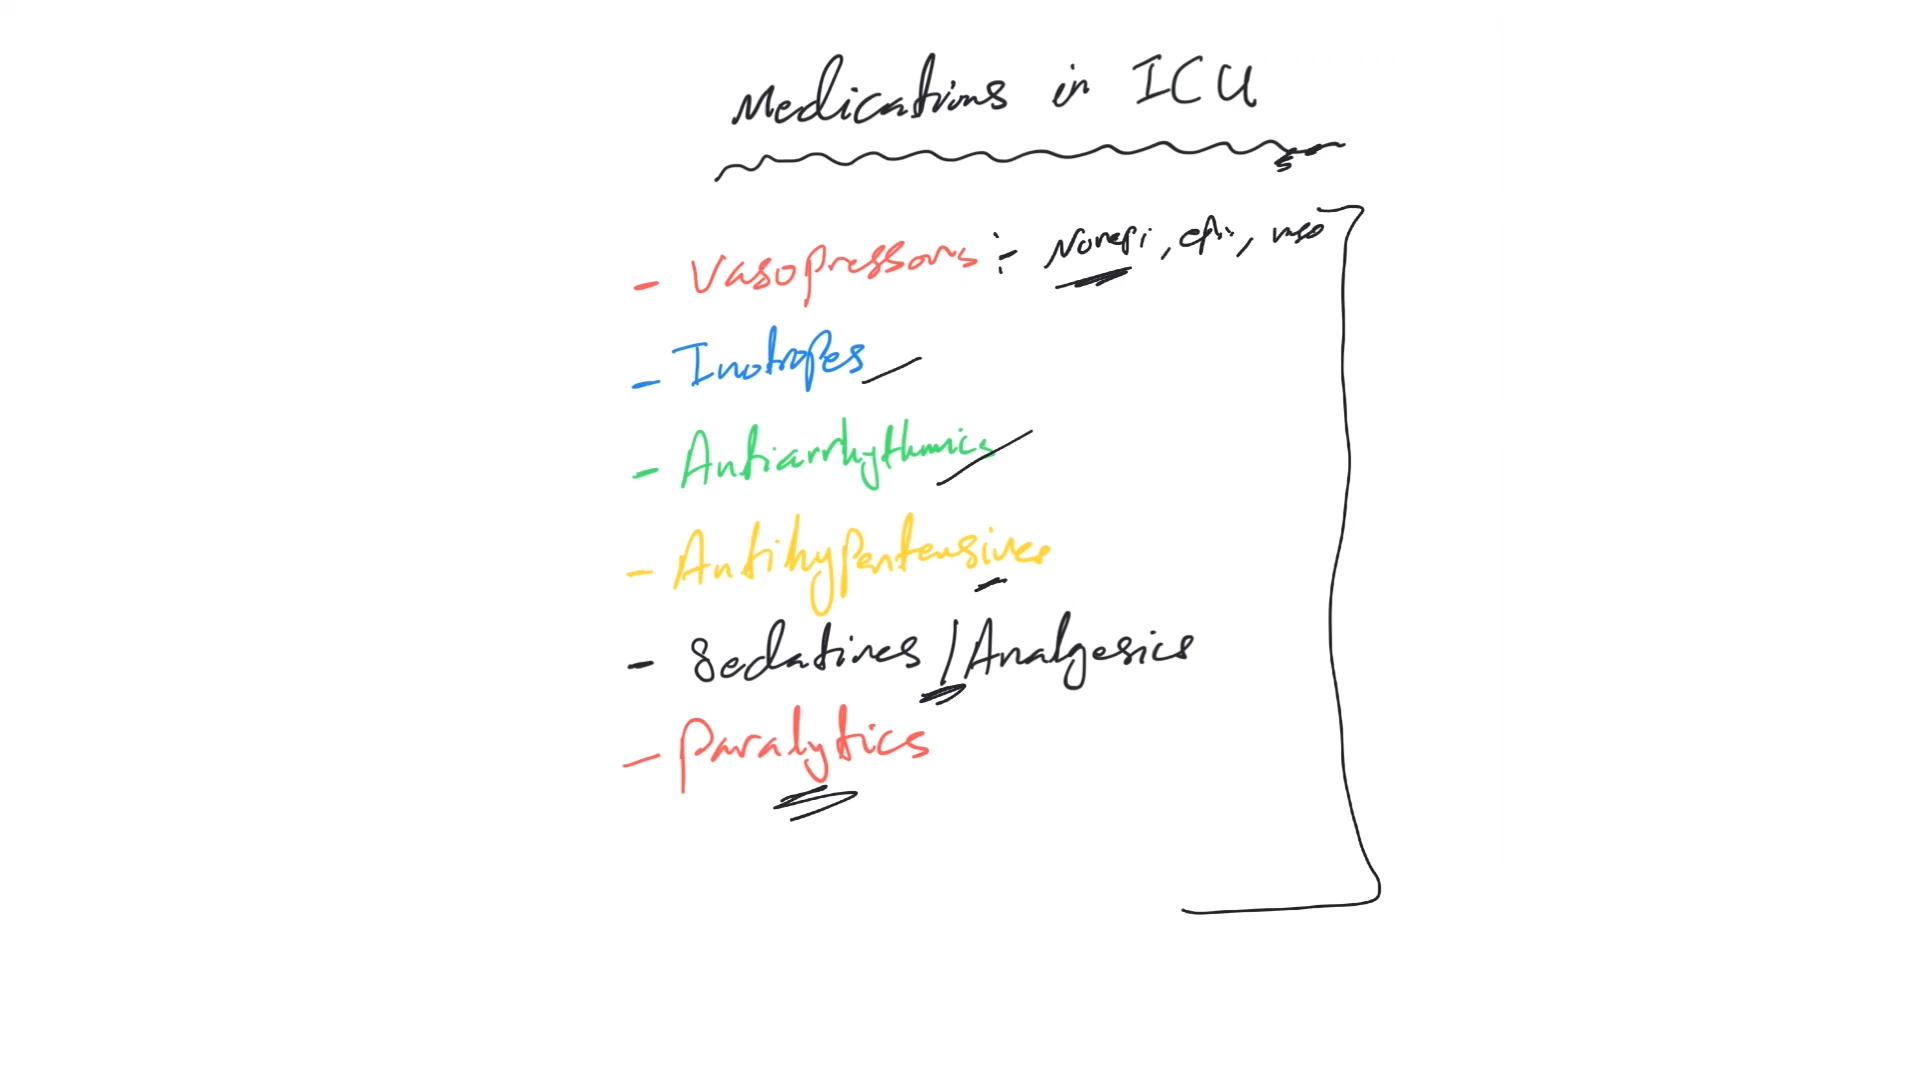 Medications in ICU
- Vasopressors :- Norepi, epi, vaso
- Inotropes
- Antiarrhythmics
- Antihypertensives
- Sedatives / Analgesics
- Paralytics